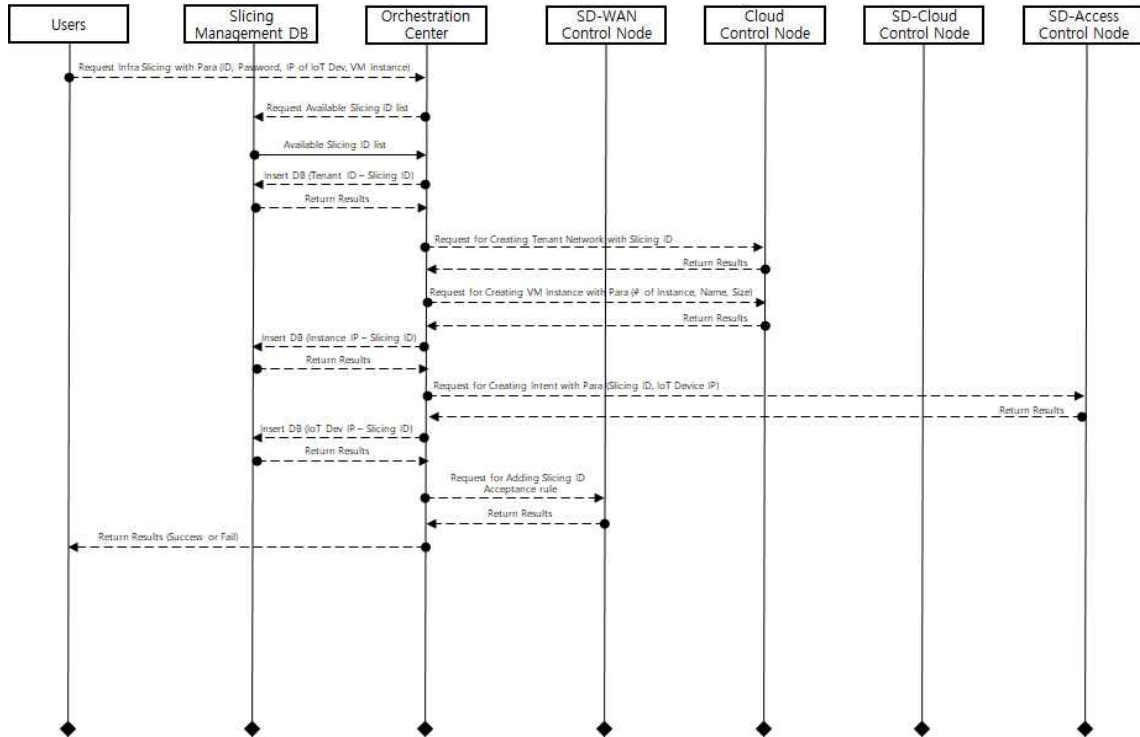 Users
Slicing
Management DB
Orchestration
Center
SD-WAN
Control Node
Cloud
Control Node
SD-Cloud
Control Node
SD-Access
Control Node
Request Infra Slicing with Para (ID, Password, IP of IoT Dev, VM Instance)
Request Available Slicing ID list
Available Slicing ID list
Insert DB (Tenant ID – Slicing ID)
Return Results
Request for Creating Tenant Network with Slicing ID
Return Results
Request for Creating VM Instance with Para (# of Instance, Name, Size)
Return Results
Insert DB (Instance IP – Slicing ID)
Return Results
Request for Creating Intent with Para (Slicing ID, IoT Device IP)
Return Results
Insert DB (IoT Dev IP – Slicing ID)
Return Results
Request for Adding Slicing ID
Acceptance rule
Return Results
Return Results (Success or Fail)